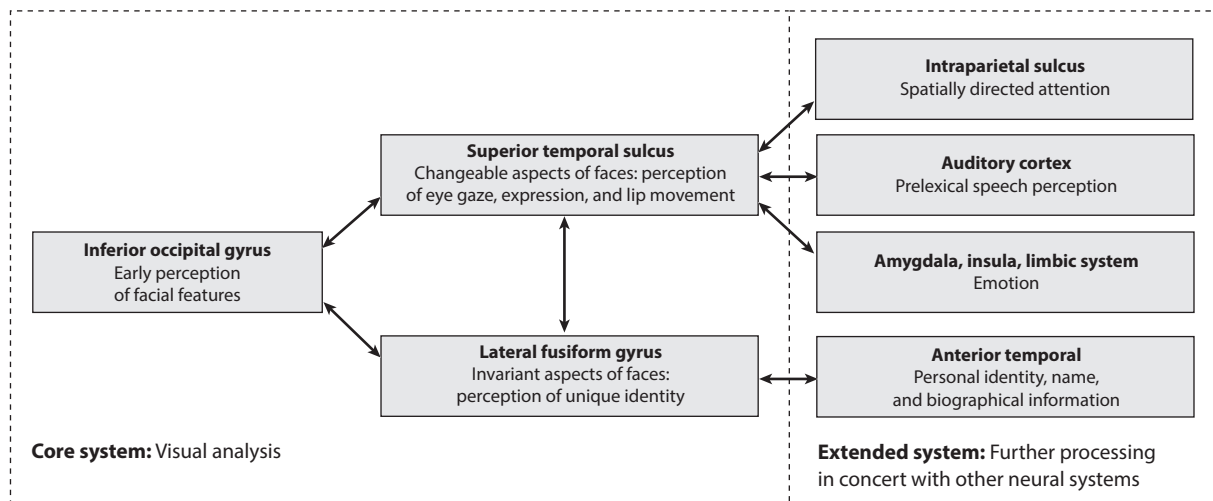 Intraparietal sulcus
Spatially directed attention
Superior temporal sulcus
Changeable aspects of faces: perception
of eye gaze, expression, and lip movement
Auditory cortex
Prelexical speech perception
Inferior occipital gyrus
Early perception
of facial features
Amygdala, insula, limbic system
Emotion
Lateral fusiform gyrus
Invariant aspects of faces:
perception of unique identity
Anterior temporal
Personal identity, name,
and biographical information
Core system: Visual analysis
Extended system: Further processing
in concert with other neural systems